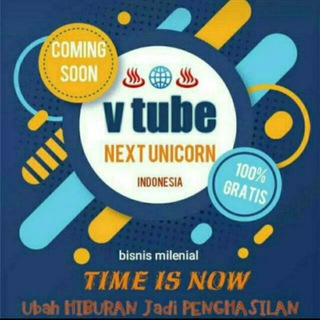 COMING
SOON
v tube
NEXT UNICORN
INDONESIA
100%
GRATIS
bisnis milenial
TIME IS NOW
Ubah HIBURAN Jadi PENGHASILAN